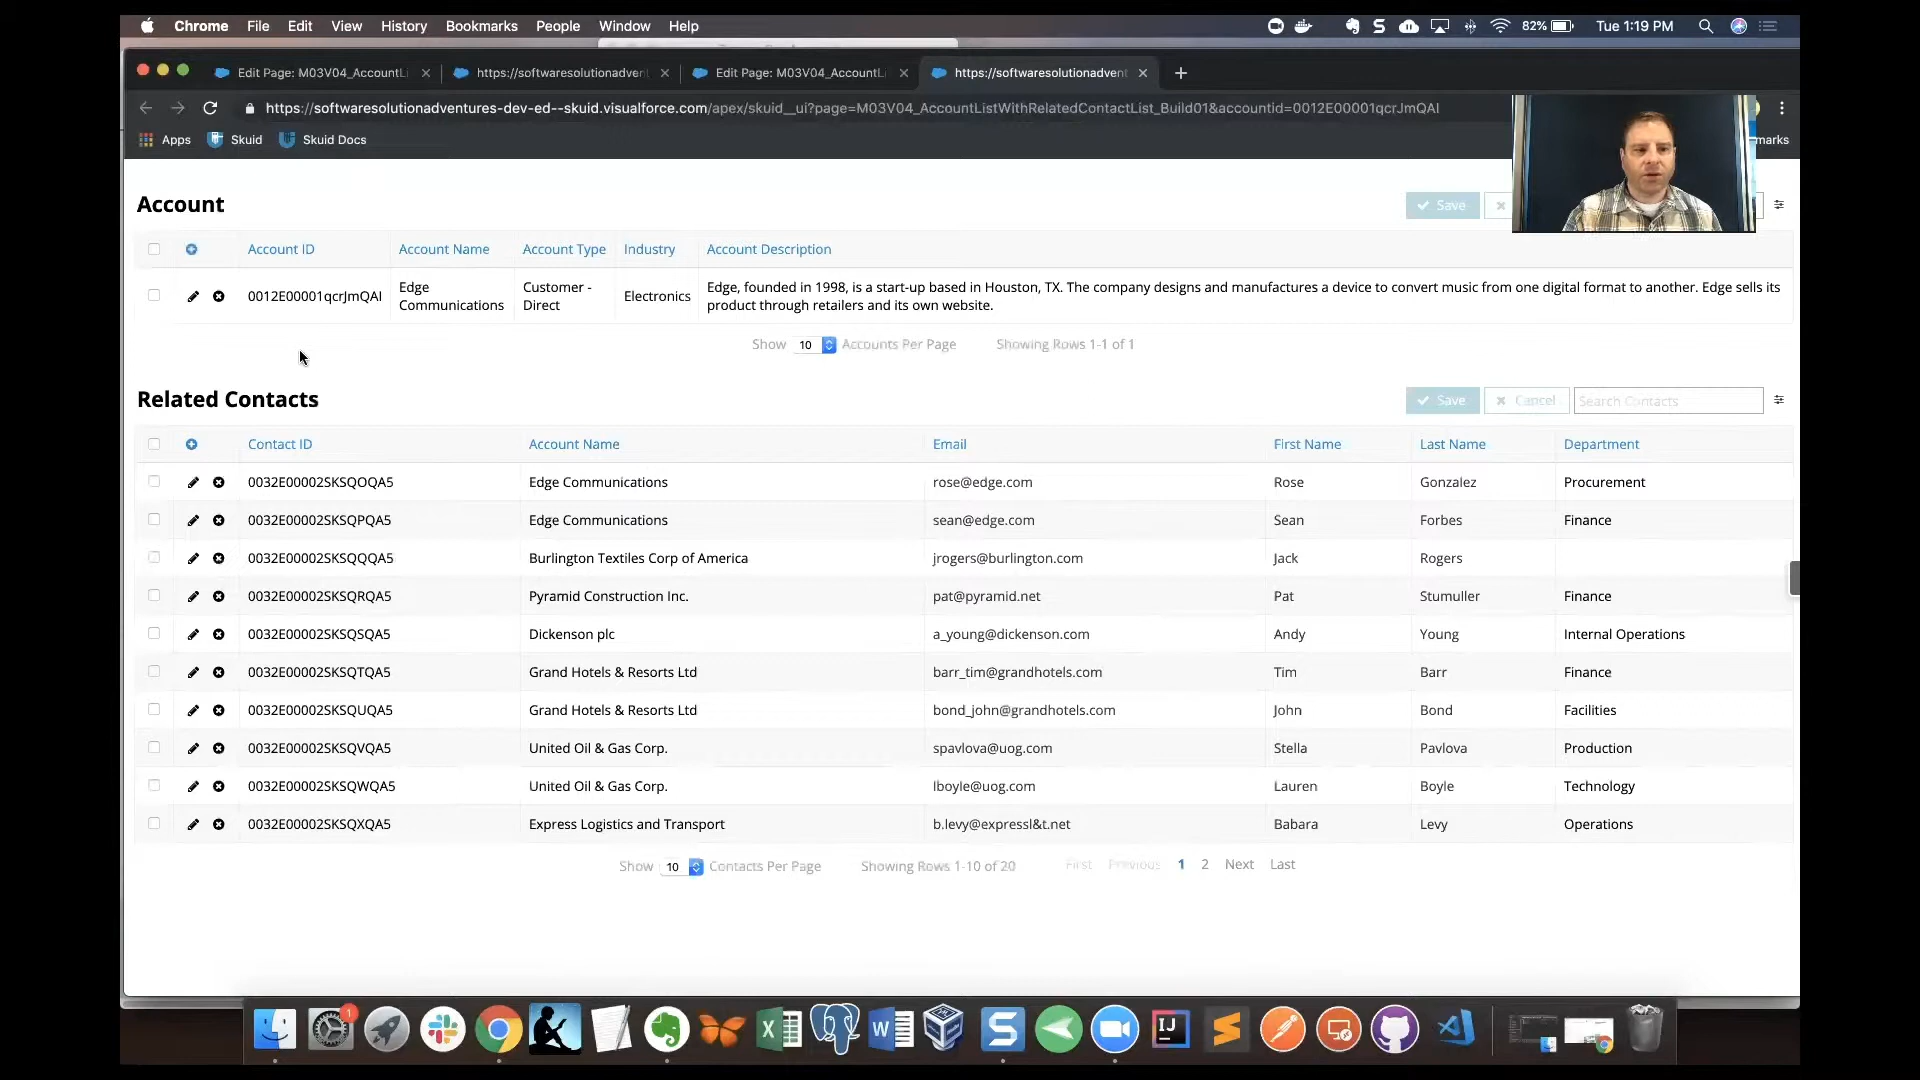 Chrome File Edit View History Bookmarks People Window Help 82% Tue 1:19 PM
Edit Page: M03V04_AccountLi https://softwaresolutionadvent Edit Page: M03V04_AccountL https://softwaresolutionadvent
https://softwaresolutionadventures-dev-ed--skuid.visualforce.com/apex/skuid__ui?page=M03V04_AccountListWithRelatedContactList_Build01&accountid=0012E00001qcrJmQAI
Apps Skuid Skuid Docs marks
Account Save
Account ID Account Name Account Type Industry Account Description
0012E00001qcrJmQAI Edge Communications Customer - Direct Electronics Edge, founded in 1998, is a start-up based in Houston, TX. The company designs and manufactures a device to convert music from one digital format to another. Edge sells its
product through retailers and its own website.
Show 10 Accounts Per Page Showing Rows 1-1 of 1
Related Contacts Save Cancel Search Contacts
Contact ID Account Name Email First Name Last Name Department
0032E00002SKSQOQA5 Edge Communications rose@edge.com Rose Gonzalez Procurement
0032E00002SKSQPQA5 Edge Communications sean@edge.com Sean Forbes Finance
0032E00002SKSQQQA5 Burlington Textiles Corp of America jrogers@burlington.com Jack Rogers
0032E00002SKSQRQA5 Pyramid Construction Inc. pat@pyramid.net Pat Stumuller Finance
0032E00002SKSQSQA5 Dickenson plc a_young@dickenson.com Andy Young Internal Operations
0032E00002SKSQTQA5 Grand Hotels & Resorts Ltd barr_tim@grandhotels.com Tim Barr Finance
0032E00002SKSQUQA5 Grand Hotels & Resorts Ltd bond_john@grandhotels.com John Bond Facilities
0032E00002SKSQVQA5 United Oil & Gas Corp. spavlova@uog.com Stella Pavlova Production
0032E00002SKSQWQA5 United Oil & Gas Corp. lboyle@uog.com Lauren Boyle Technology
0032E00002SKSQXQA5 Express Logistics and Transport b.levy@expressl&t.net Babara Levy Operations
Show 10 Contacts Per Page Showing Rows 1-10 of 20 First Previous 1 2 Next Last
1